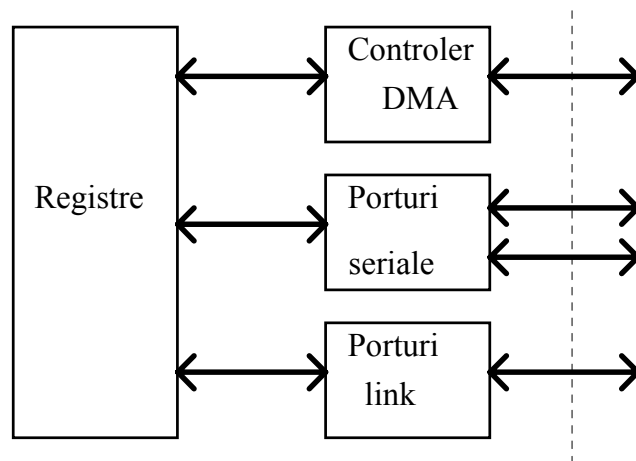 Registre
Controler
DMA
Porturi
seriale
Porturi
link